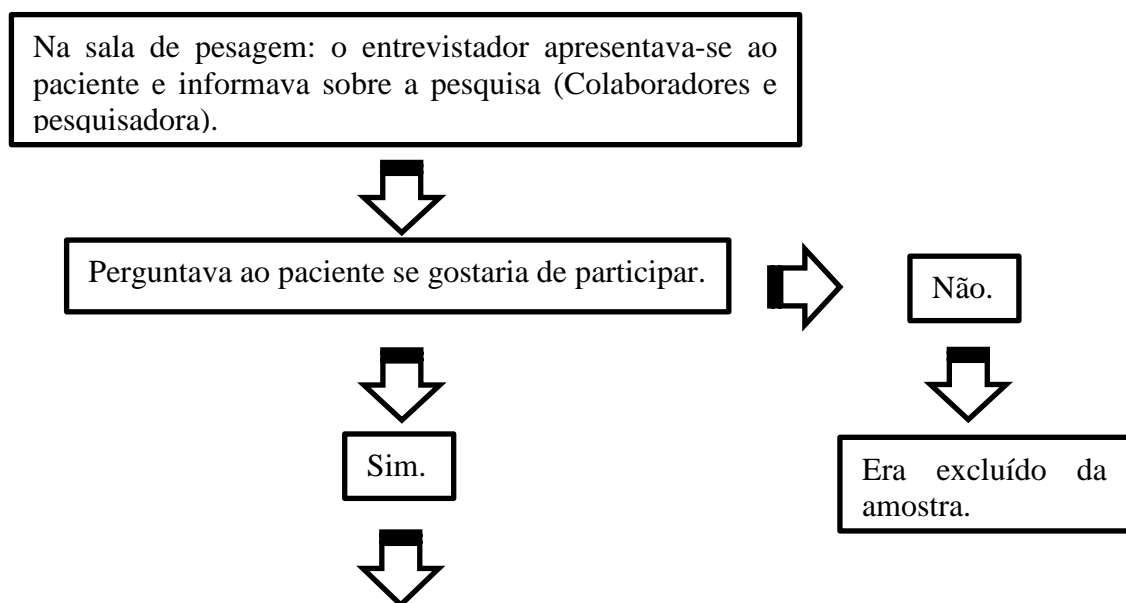 Na sala de pesagem: o entrevistador apresentava-se ao
paciente e informava sobre a pesquisa (Colaboradores e
pesquisadora).
Perguntava ao paciente se gostaria de participar.
Não.
Sim.
Era excluído da
amostra.